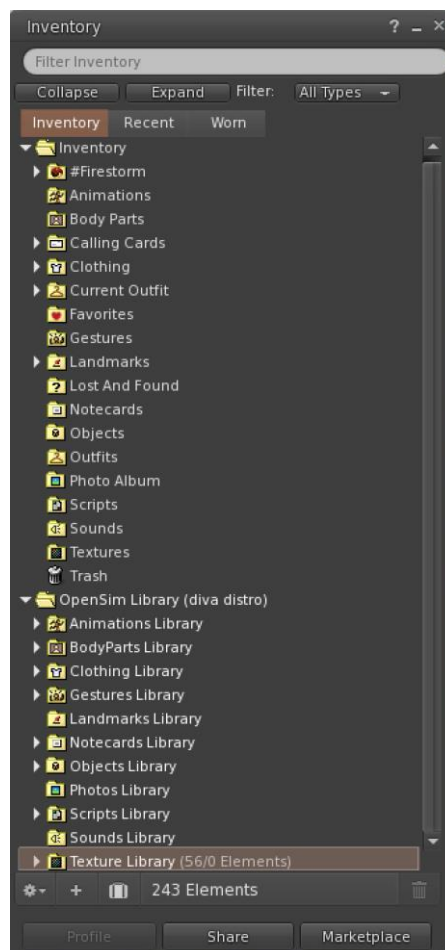 Inventory ? _ ×
Filter Inventory
Collapse Expand Filter: All Types
Inventory Recent Worn
Inventory
#Firestorm
Animations
Body Parts
Calling Cards
Clothing
Current Outfit
Favorites
Gestures
Landmarks
Lost And Found
Notecards
Objects
Outfits
Photo Album
Scripts
Sounds
Textures
Trash
OpenSim Library (diva distro)
Animations Library
BodyParts Library
Clothing Library
Gestures Library
Landmarks Library
Notecards Library
Objects Library
Photos Library
Scripts Library
Sounds Library
Texture Library (56/0 Elements)
+ 243 Elements
Profile Share Marketplace